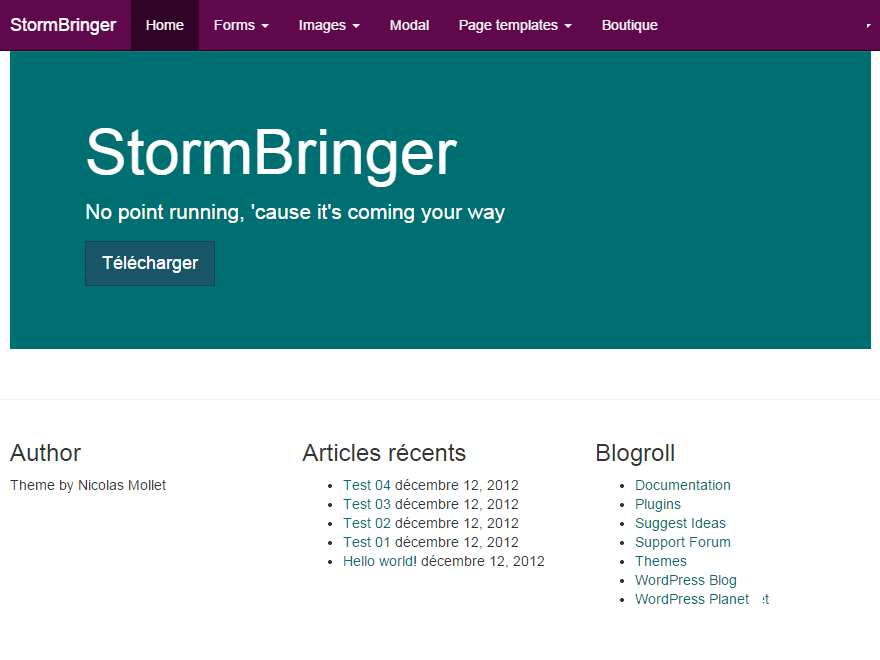 StormBringer Home Forms Images Modal Page templates Boutique
StormBringer
No point running, 'cause it's coming your way
Télécharger
Author
Theme by Nicolas Mollet
Articles récents
Test 04 décembre 12, 2012
Test 03 décembre 12, 2012
Test 02 décembre 12, 2012
Test 01 décembre 12, 2012
Hello world! décembre 12, 2012
Blogroll
Documentation
Plugins
Suggest Ideas
Support Forum
Themes
WordPress Blog
WordPress Planet